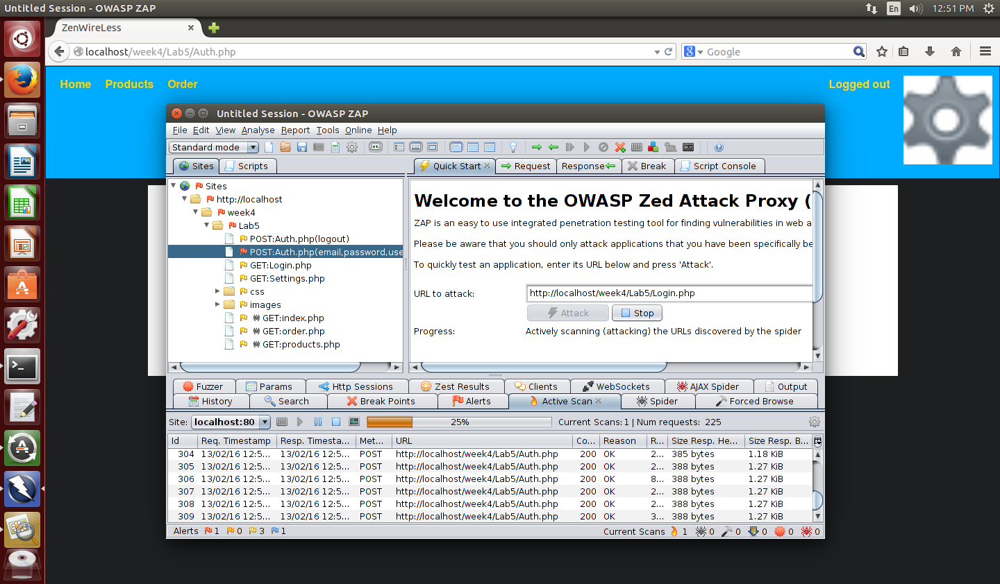 Untitled Session - OWASP ZAP
En
12:51 PM
ZenWireLess
localhost/week4/Lab5/Auth.php
Google
Home Products Order
Logged out
Untitled Session - OWASP ZAP
File Edit View Analyse Report Tools Online Help
Standard mode
Sites Scripts
Quick Start Request Response Break Script Console
Sites
http://localhost
week4
Lab5
POST:Auth.php(logout)
POST:Auth.php(email,password,use
GET:Login.php
GET:Settings.php
css
images
GET:index.php
GET:order.php
GET:products.php
Welcome to the OWASP Zed Attack Proxy (
ZAP is an easy to use integrated penetration testing tool for finding vulnerabilities in web a
Please be aware that you should only attack applications that you have been specifically be
To quickly test an application, enter its URL below and press 'Attack'.
URL to attack: http://localhost/week4/Lab5/Login.php
Attack Stop
Progress: Actively scanning (attacking) the URLs discovered by the spider
Fuzzer Params Http Sessions Zest Results Clients WebSockets AJAX Spider Output
History Search Break Points Alerts Active Scan Spider Forced Browse
Site: localhost:80 25% Current Scans:1 | Num requests: 225
Id Req. Timestamp Resp. Timesta... Met... URL Co... Reason R... Size Resp. He... Size Resp. B...
304 13/02/16 12:5... 13/02/16 12:5... POST http://localhost/week4/Lab5/Auth.php 200 OK 2... 385 bytes 1.18 KiB
305 13/02/16 12:5... 13/02/16 12:5... POST http://localhost/week4/Lab5/Auth.php 200 OK 2... 388 bytes 1.27 KiB
306 13/02/16 12:5... 13/02/16 12:5... POST http://localhost/week4/Lab5/Auth.php 200 OK 8... 388 bytes 1.27 KiB
307 13/02/16 12:5... 13/02/16 12:5... POST http://localhost/week4/Lab5/Auth.php 200 OK 2... 388 bytes 1.27 KiB
308 13/02/16 12:5... 13/02/16 12:5... POST http://localhost/week4/Lab5/Auth.php 200 OK 2... 388 bytes 1.27 KiB
309 13/02/16 12:5... 13/02/16 12:5... POST http://localhost/week4/Lab5/Auth.php 200 OK 3... 388 bytes 1.27 KiB
Alerts 1 0 3 1 Current Scans 1 0 0 0 0 0